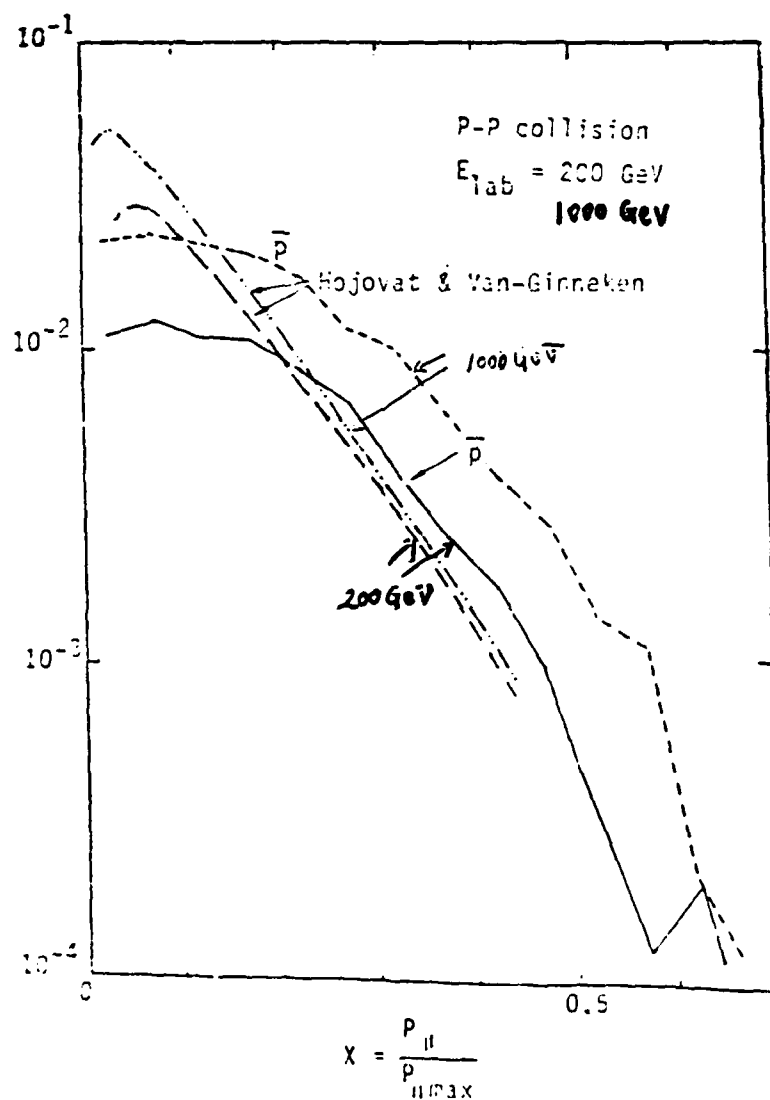 10⁻¹
P-P collision
E_lab = 200 GeV
1000 GeV
p̅
Hojovat & Van-Ginneken
10⁻²
1000 GeV
p̅
200 GeV
10⁻³
10⁻⁴
0 0.5
X = P_∥ / P_∥max